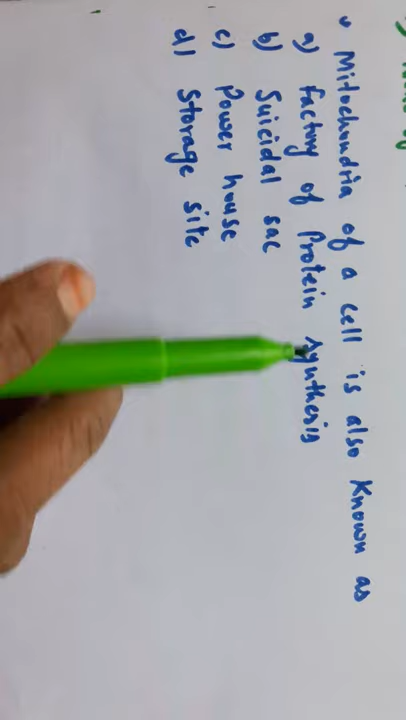 Mitochondria of a cell is also known as
a) factory of Protein synthesis
b) Suicidal sac
c) Power house
d) Storage site